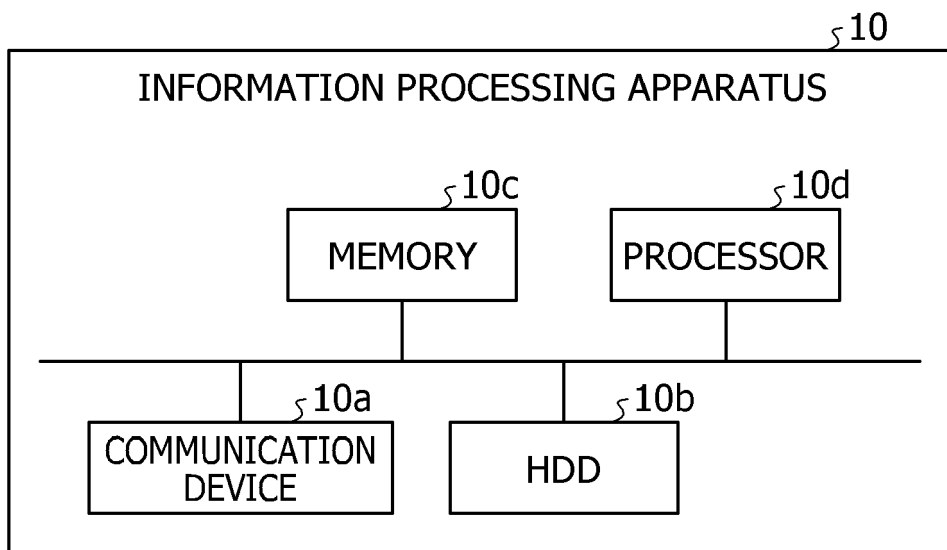 10
INFORMATION PROCESSING APPARATUS
10c
10d
MEMORY
PROCESSOR
10a
10b
COMMUNICATION
DEVICE
HDD